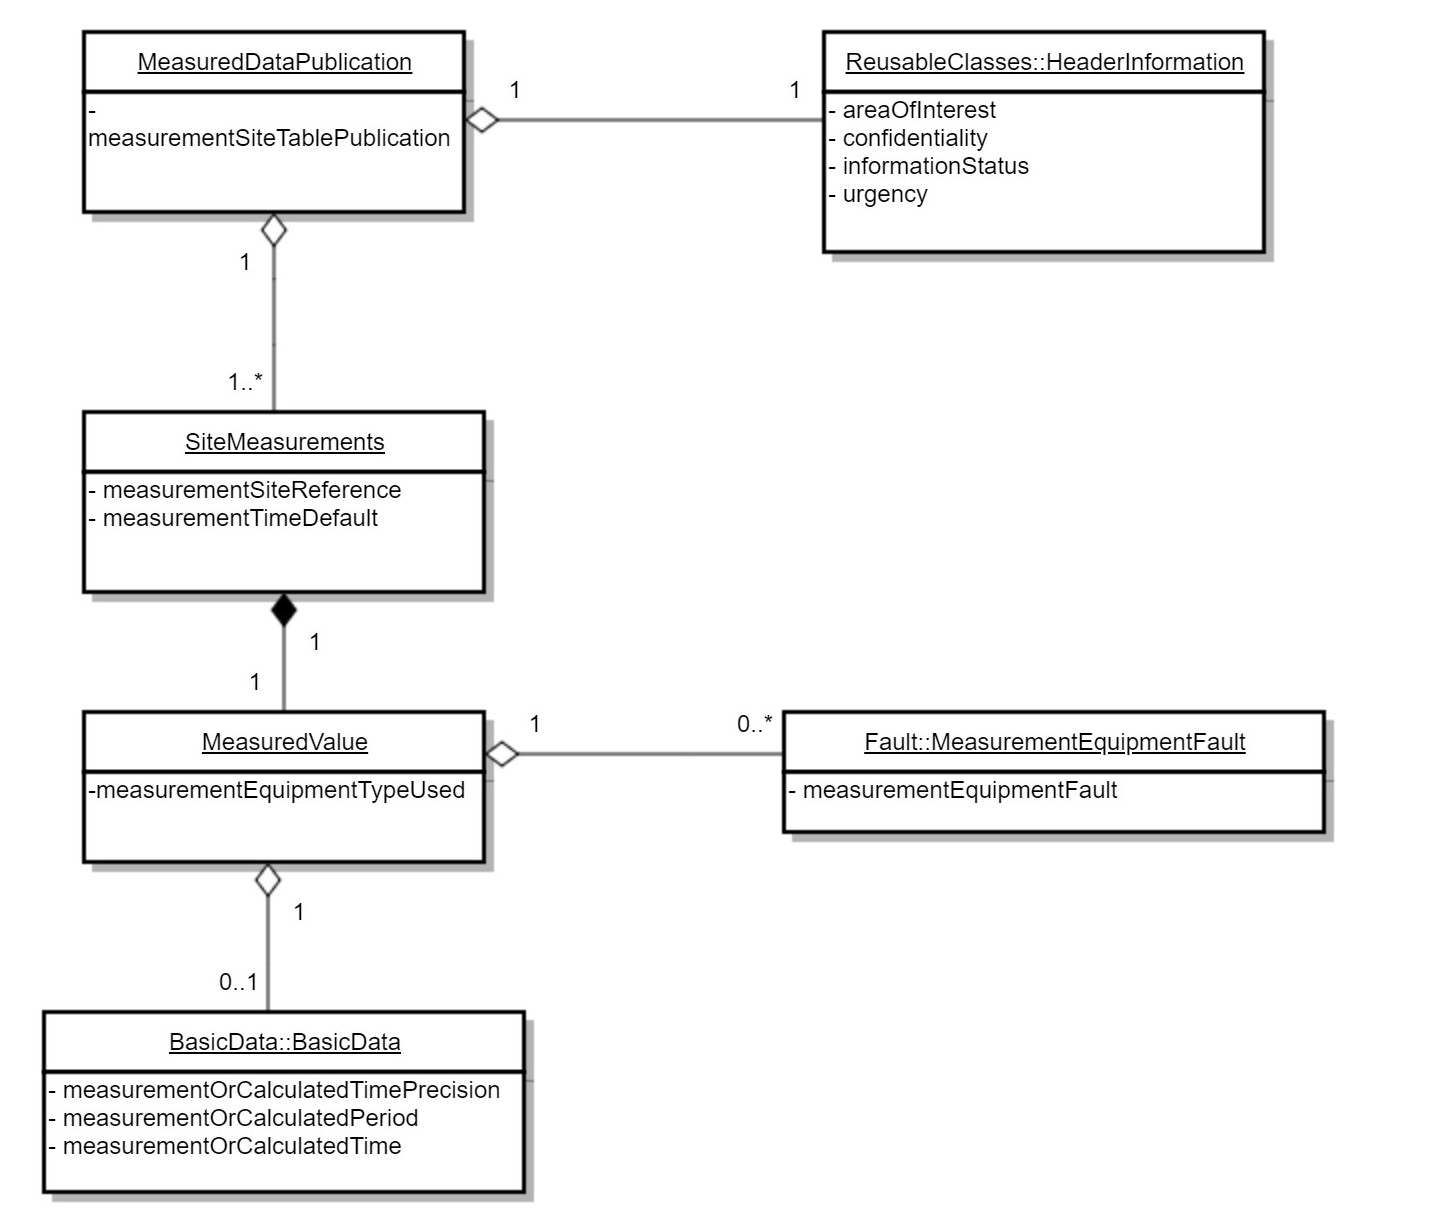 MeasuredDataPublication
-
measurementSiteTablePublication
1
1
ReusableClasses::HeaderInformation
- areaOfInterest
- confidentiality
- informationStatus
- urgency
1
1..*
SiteMeasurements
- measurementSiteReference
- measurementTimeDefault
1
1
MeasuredValue
-measurementEquipmentTypeUsed
1
0..*
Fault::MeasurementEquipmentFault
- measurementEquipmentFault
1
0..1
BasicData::BasicData
- measurementOrCalculatedTimePrecision
- measurementOrCalculatedPeriod
- measurementOrCalculatedTime